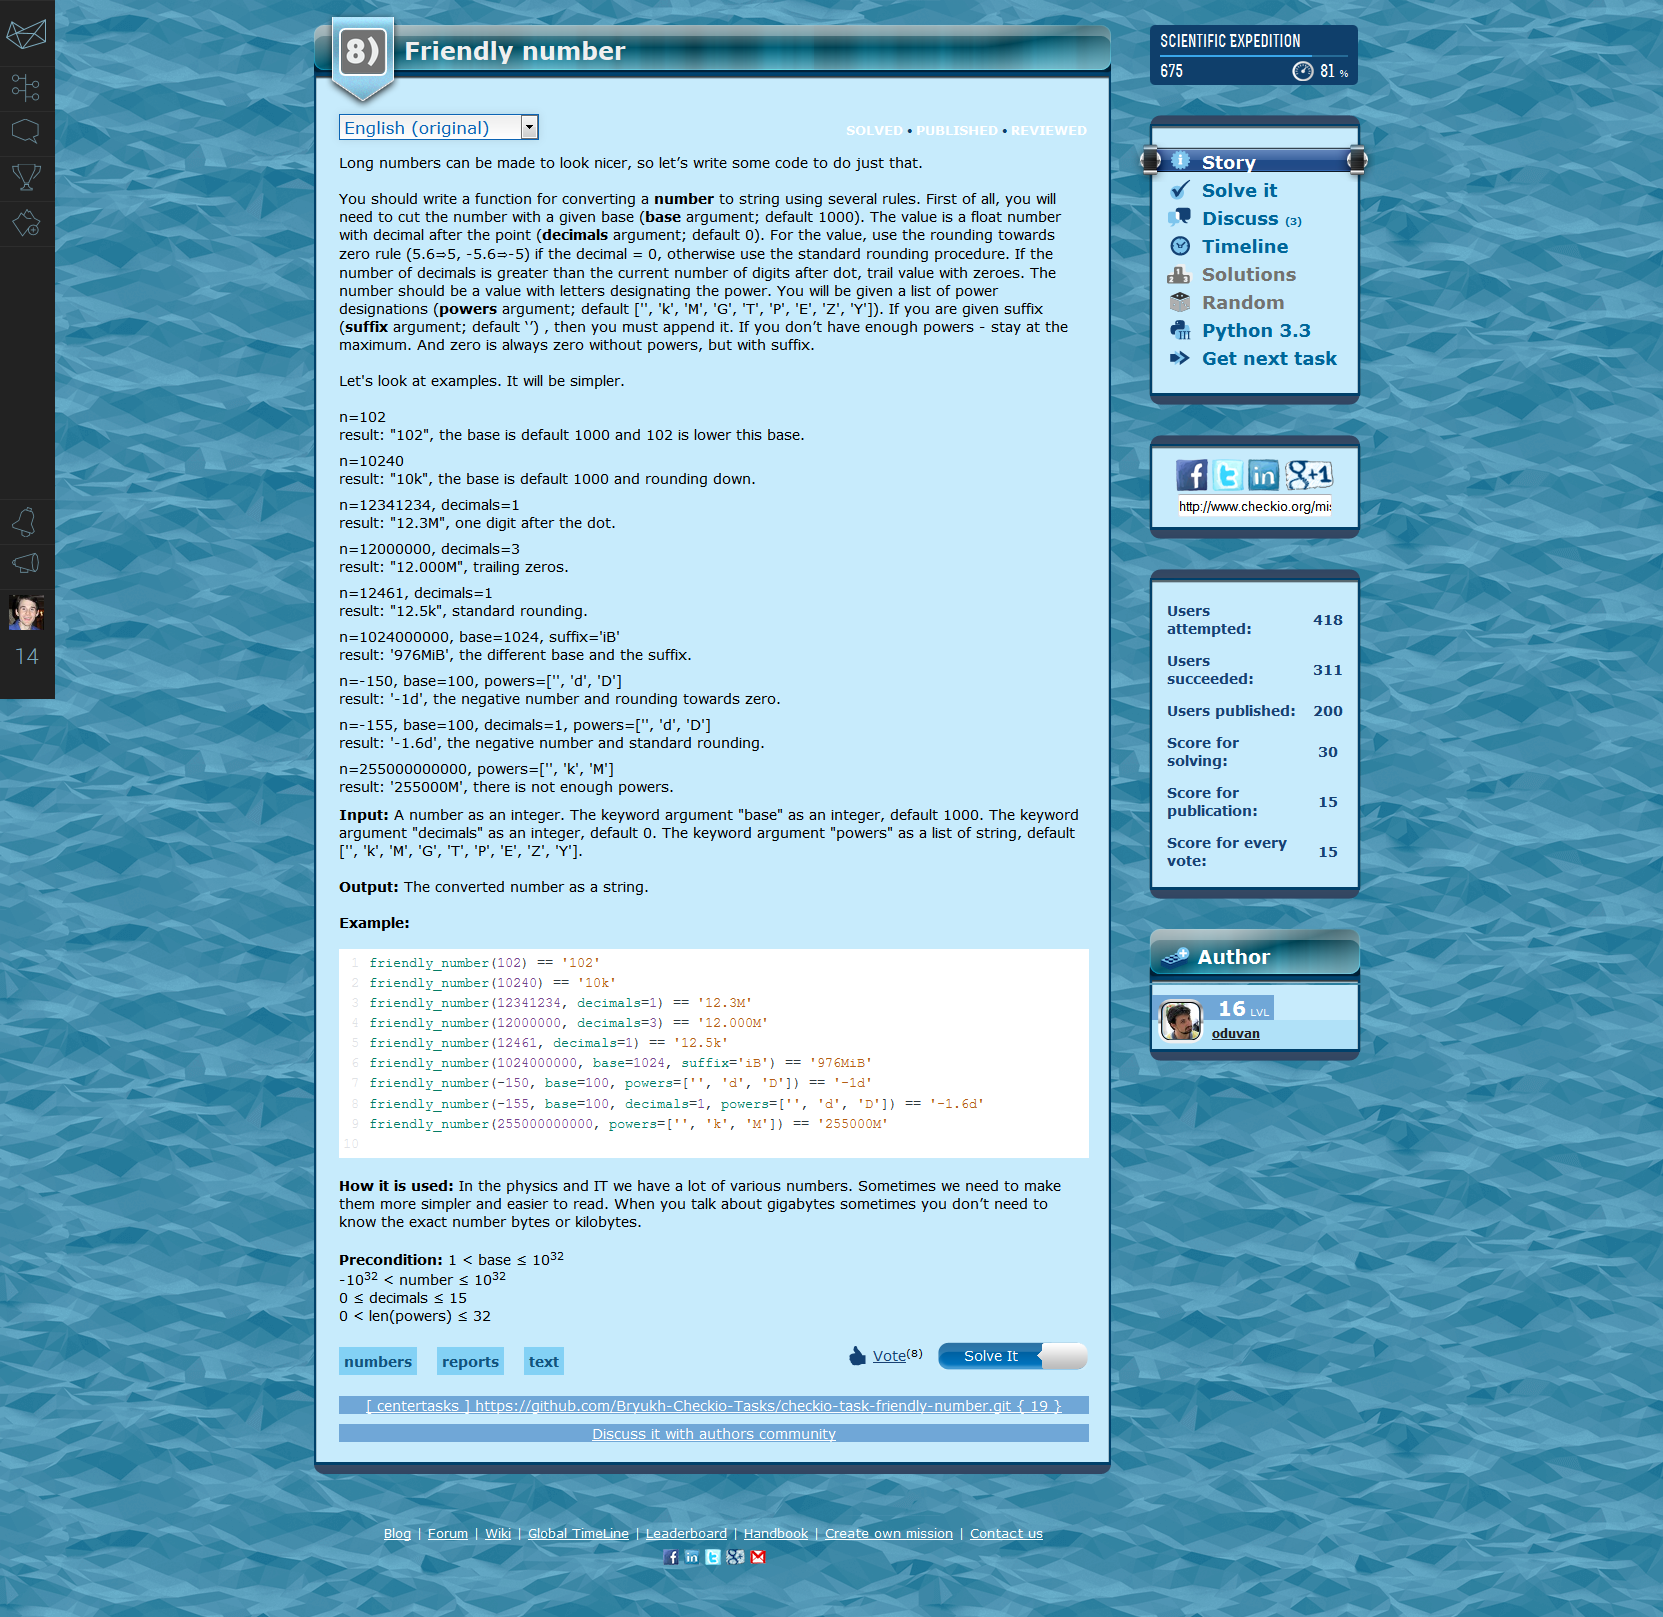 8)
Friendly number
English (original)
SOLVED • PUBLISHED • REVIEWED
Long numbers can be made to look nicer, so let’s write some code to do just that.
You should write a function for converting a number to string using several rules. First of all, you will
need to cut the number with a given base (base argument; default 1000). The value is a float number
with decimal after the point (decimals argument; default 0). For the value, use the rounding towards
zero rule (5.6⇒5, -5.6⇒-5) if the decimal = 0, otherwise use the standard rounding procedure. If the
number of decimals is greater than the current number of digits after dot, trail value with zeroes. The
number should be a value with letters designating the power. You will be given a list of power
designations (powers argument; default ['', 'k', 'M', 'G', 'T', 'P', 'E', 'Z', 'Y']). If you are given suffix
(suffix argument; default ‘’) , then you must append it. If you don’t have enough powers - stay at the
maximum. And zero is always zero without powers, but with suffix.
Let's look at examples. It will be simpler.
n=102
result: "102", the base is default 1000 and 102 is lower this base.
n=10240
result: "10k", the base is default 1000 and rounding down.
n=12341234, decimals=1
result: "12.3M", one digit after the dot.
n=12000000, decimals=3
result: "12.000M", trailing zeros.
n=12461, decimals=1
result: "12.5k", standard rounding.
n=1024000000, base=1024, suffix='iB'
result: '976MiB', the different base and the suffix.
n=-150, base=100, powers=['', 'd', 'D']
result: '-1d', the negative number and rounding towards zero.
n=-155, base=100, decimals=1, powers=['', 'd', 'D']
result: '-1.6d', the negative number and standard rounding.
n=255000000000, powers=['', 'k', 'M']
result: '255000M', there is not enough powers.
Input: A number as an integer. The keyword argument "base" as an integer, default 1000. The keyword
argument "decimals" as an integer, default 0. The keyword argument "powers" as a list of string, default
['', 'k', 'M', 'G', 'T', 'P', 'E', 'Z', 'Y'].
Output: The converted number as a string.
Example:
1 friendly_number(102) == '102'
2 friendly_number(10240) == '10k'
3 friendly_number(12341234, decimals=1) == '12.3M'
4 friendly_number(12000000, decimals=3) == '12.000M'
5 friendly_number(12461, decimals=1) == '12.5k'
6 friendly_number(1024000000, base=1024, suffix='iB') == '976MiB'
7 friendly_number(-150, base=100, powers=['', 'd', 'D']) == '-1d'
8 friendly_number(-155, base=100, decimals=1, powers=['', 'd', 'D']) == '-1.6d'
9 friendly_number(255000000000, powers=['', 'k', 'M']) == '255000M'
10
How it is used: In the physics and IT we have a lot of various numbers. Sometimes we need to make
them more simpler and easier to read. When you talk about gigabytes sometimes you don’t need to
know the exact number bytes or kilobytes.
Precondition: 1 < base ≤ 10³²
-10³² < number ≤ 10³²
0 ≤ decimals ≤ 15
0 < len(powers) ≤ 32
numbers reports text
Vote(8)
Solve It
[ centertasks ] https://github.com/Bryukh-Checkio-Tasks/checkio-task-friendly-number.git { 19 }
Discuss it with authors community
SCIENTIFIC EXPEDITION
675 81 %
Story
Solve it
Discuss (3)
Timeline
Solutions
Random
Python 3.3
Get next task
f t in g+1
http://www.checkio.org/mi
Users
attempted: 418
Users
succeeded: 311
Users published: 200
Score for
solving: 30
Score for
publication: 15
Score for every
vote: 15
Author
16 LVL
oduvan
14
Blog | Forum | Wiki | Global TimeLine | Leaderboard | Handbook | Create own mission | Contact us